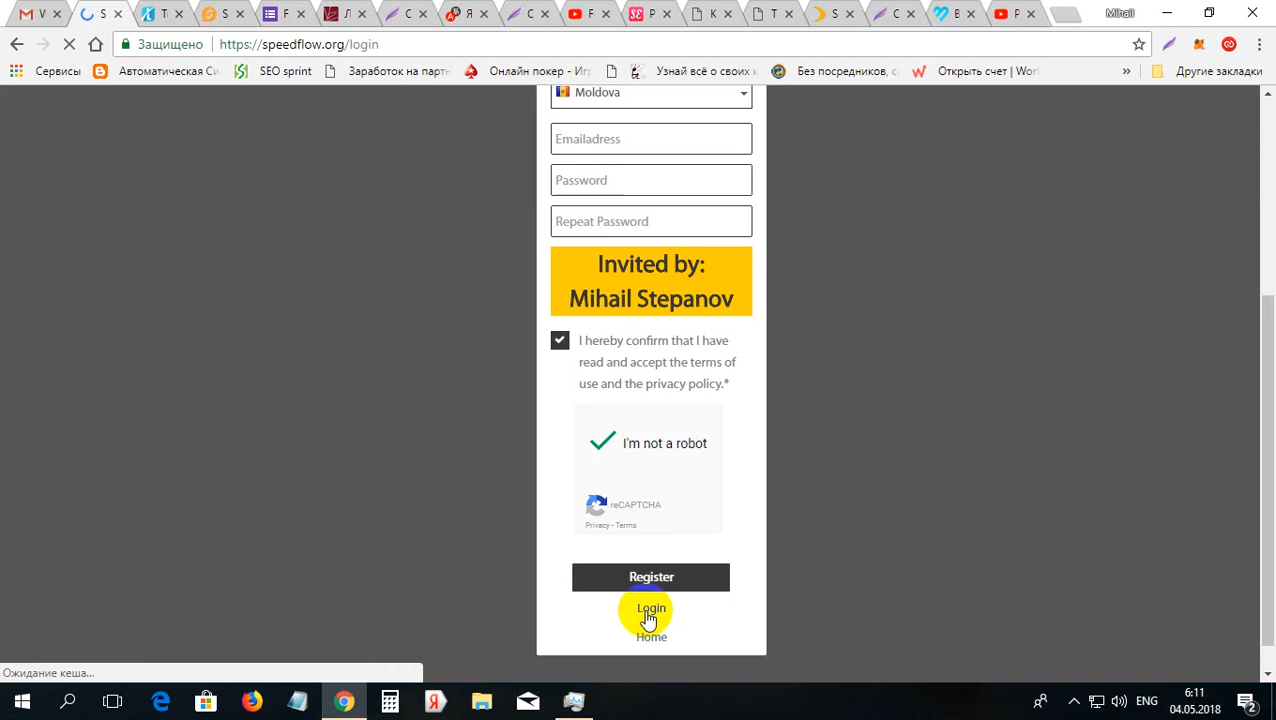 V
S
T
S
F
Л
С
Я
С
F
P
V
T
S
C
B
P
Mihail
Защищено
https://speedflow.org/login
Сервисы
Автоматическая Си
SEO sprint
Заработок на партн
Онлайн покер - Иг
Узнай всё о своих к
Без посредников, са
Открыть счет | Worl
»
Другие закладки
Moldova
Emailadress
Password
Repeat Password
Invited by:
Mihail Stepanov
I hereby confirm that I have
read and accept the terms of
use and the privacy policy.*
I'm not a robot
reCAPTCHA
Privacy - Terms
Register
Login
Home
Ожидание кеша...
ENG
6:11
04.05.2018
2